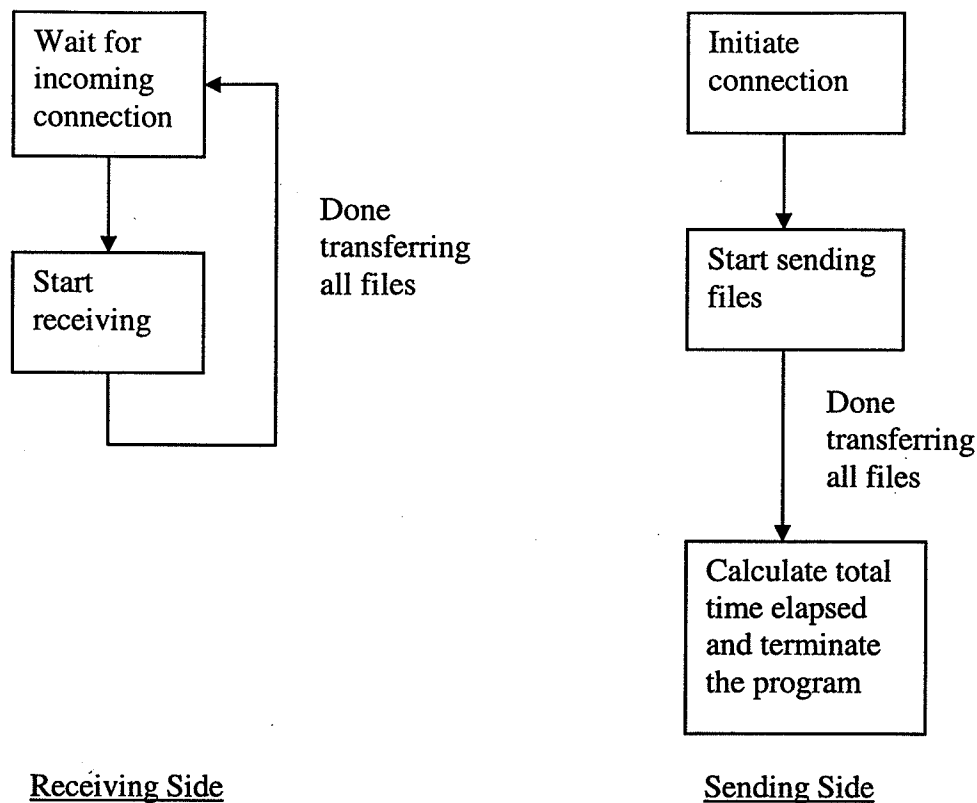 Wait for
incoming
connection
Start
receiving
Done
transferring
all files
Receiving Side
Initiate
connection
Start sending
files
Done
transferring
all files
Calculate total
time elapsed
and terminate
the program
Sending Side